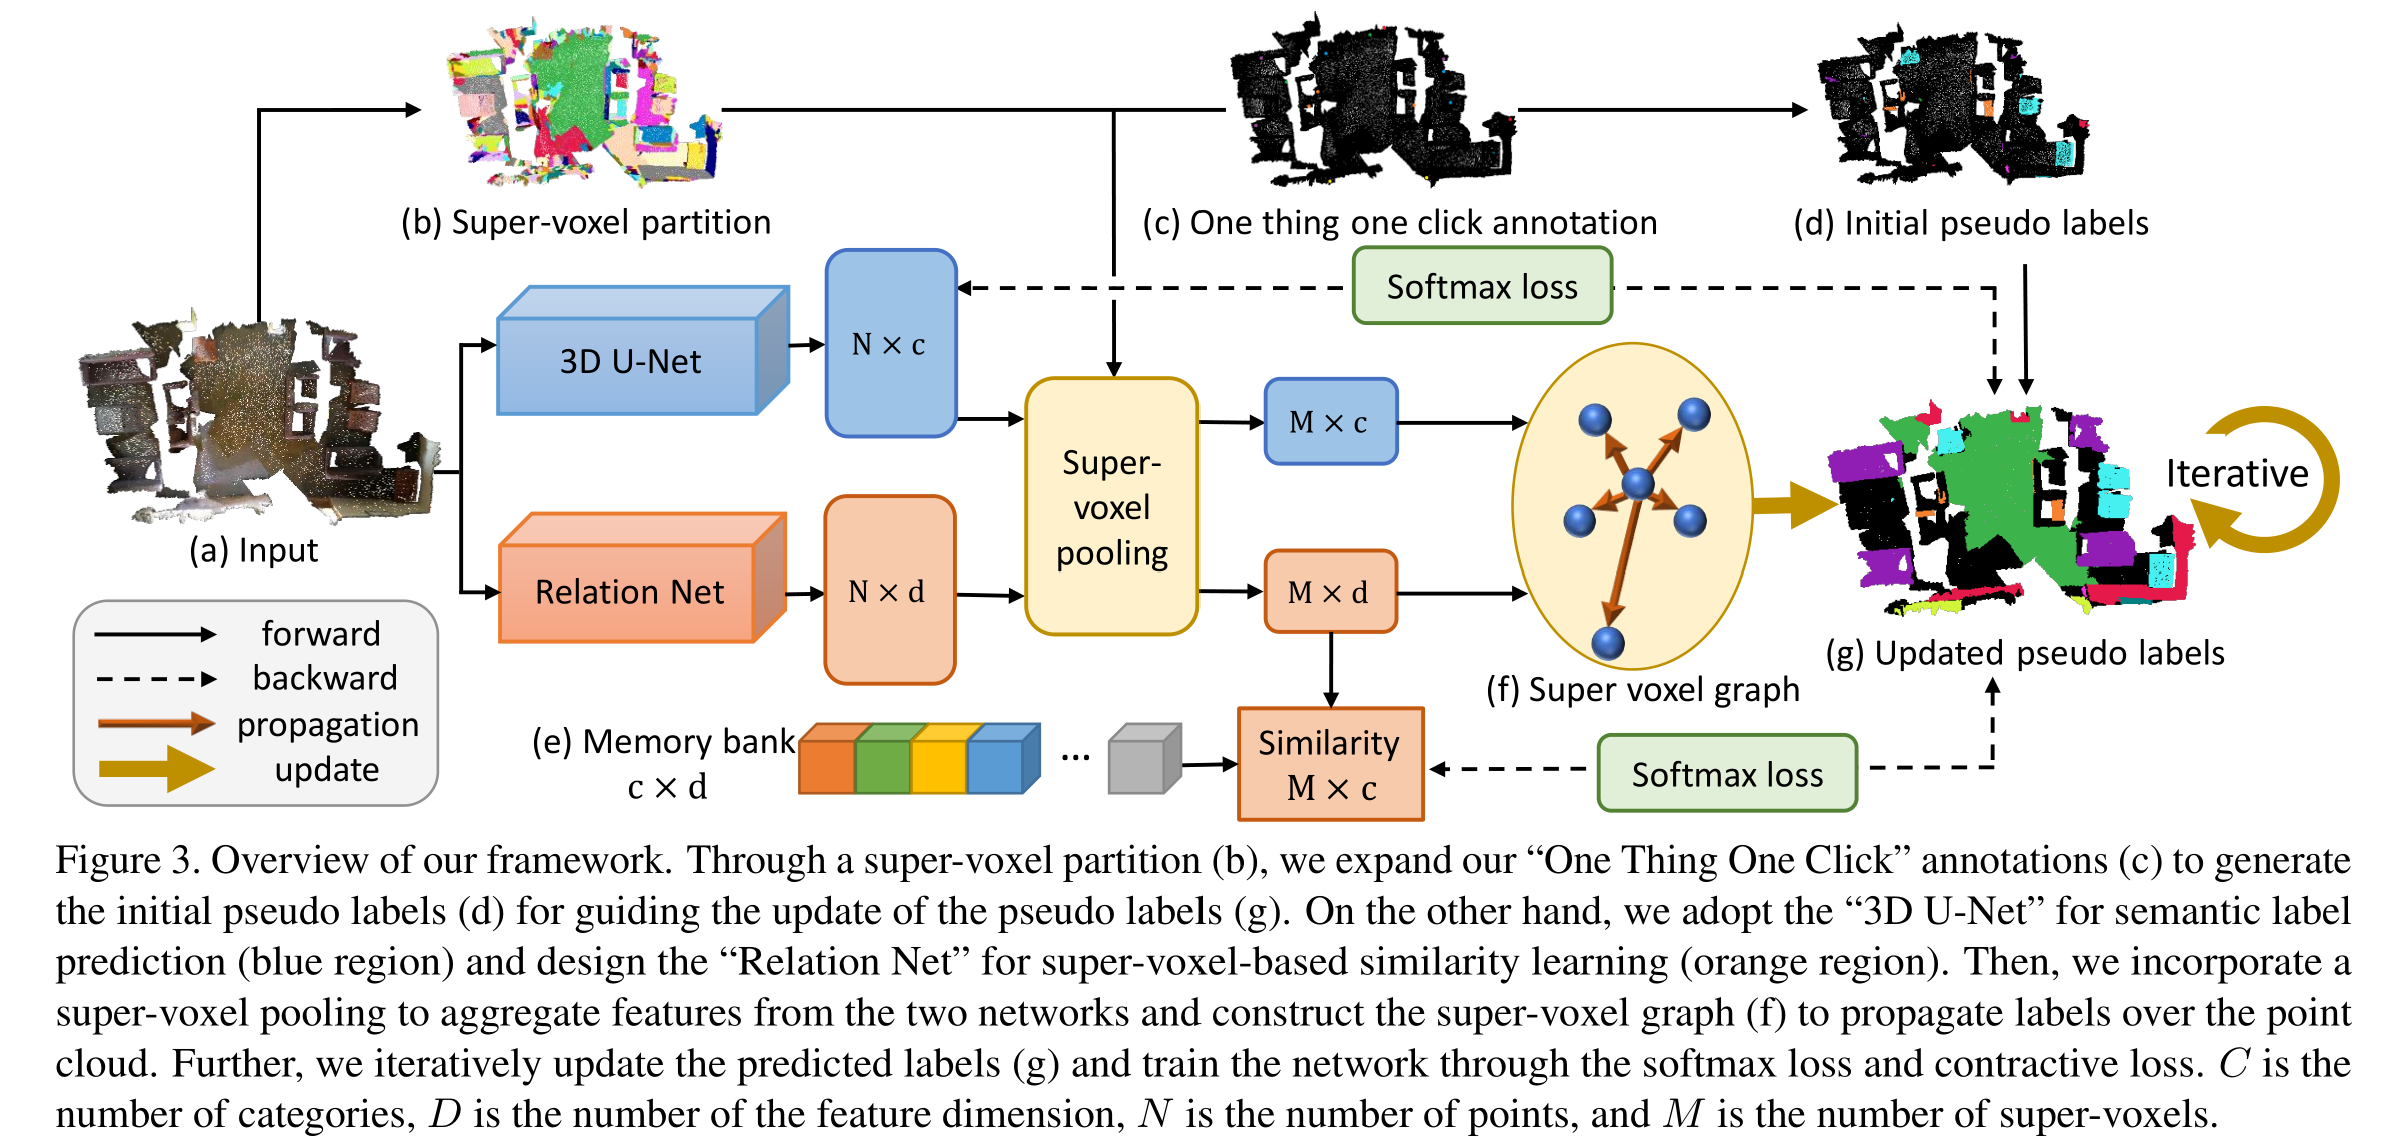 (b) Super-voxel partition
(c) One thing one click annotation
(d) Initial pseudo labels
3D U-Net
N × c
Softmax loss
Super-
voxel
pooling
M × c
Iterative
(a) Input
Relation Net
N × d
M × d
(f) Super voxel graph
(g) Updated pseudo labels
forward
backward
propagation
update
(e) Memory bank
c × d
...
Similarity
M × c
Softmax loss
Figure 3. Overview of our framework. Through a super-voxel partition (b), we expand our “One Thing One Click” annotations (c) to generate
the initial pseudo labels (d) for guiding the update of the pseudo labels (g). On the other hand, we adopt the “3D U-Net” for semantic label
prediction (blue region) and design the “Relation Net” for super-voxel-based similarity learning (orange region). Then, we incorporate a
super-voxel pooling to aggregate features from the two networks and construct the super-voxel graph (f) to propagate labels over the point
cloud. Further, we iteratively update the predicted labels (g) and train the network through the softmax loss and contractive loss. C is the
number of categories, D is the number of the feature dimension, N is the number of points, and M is the number of super-voxels.